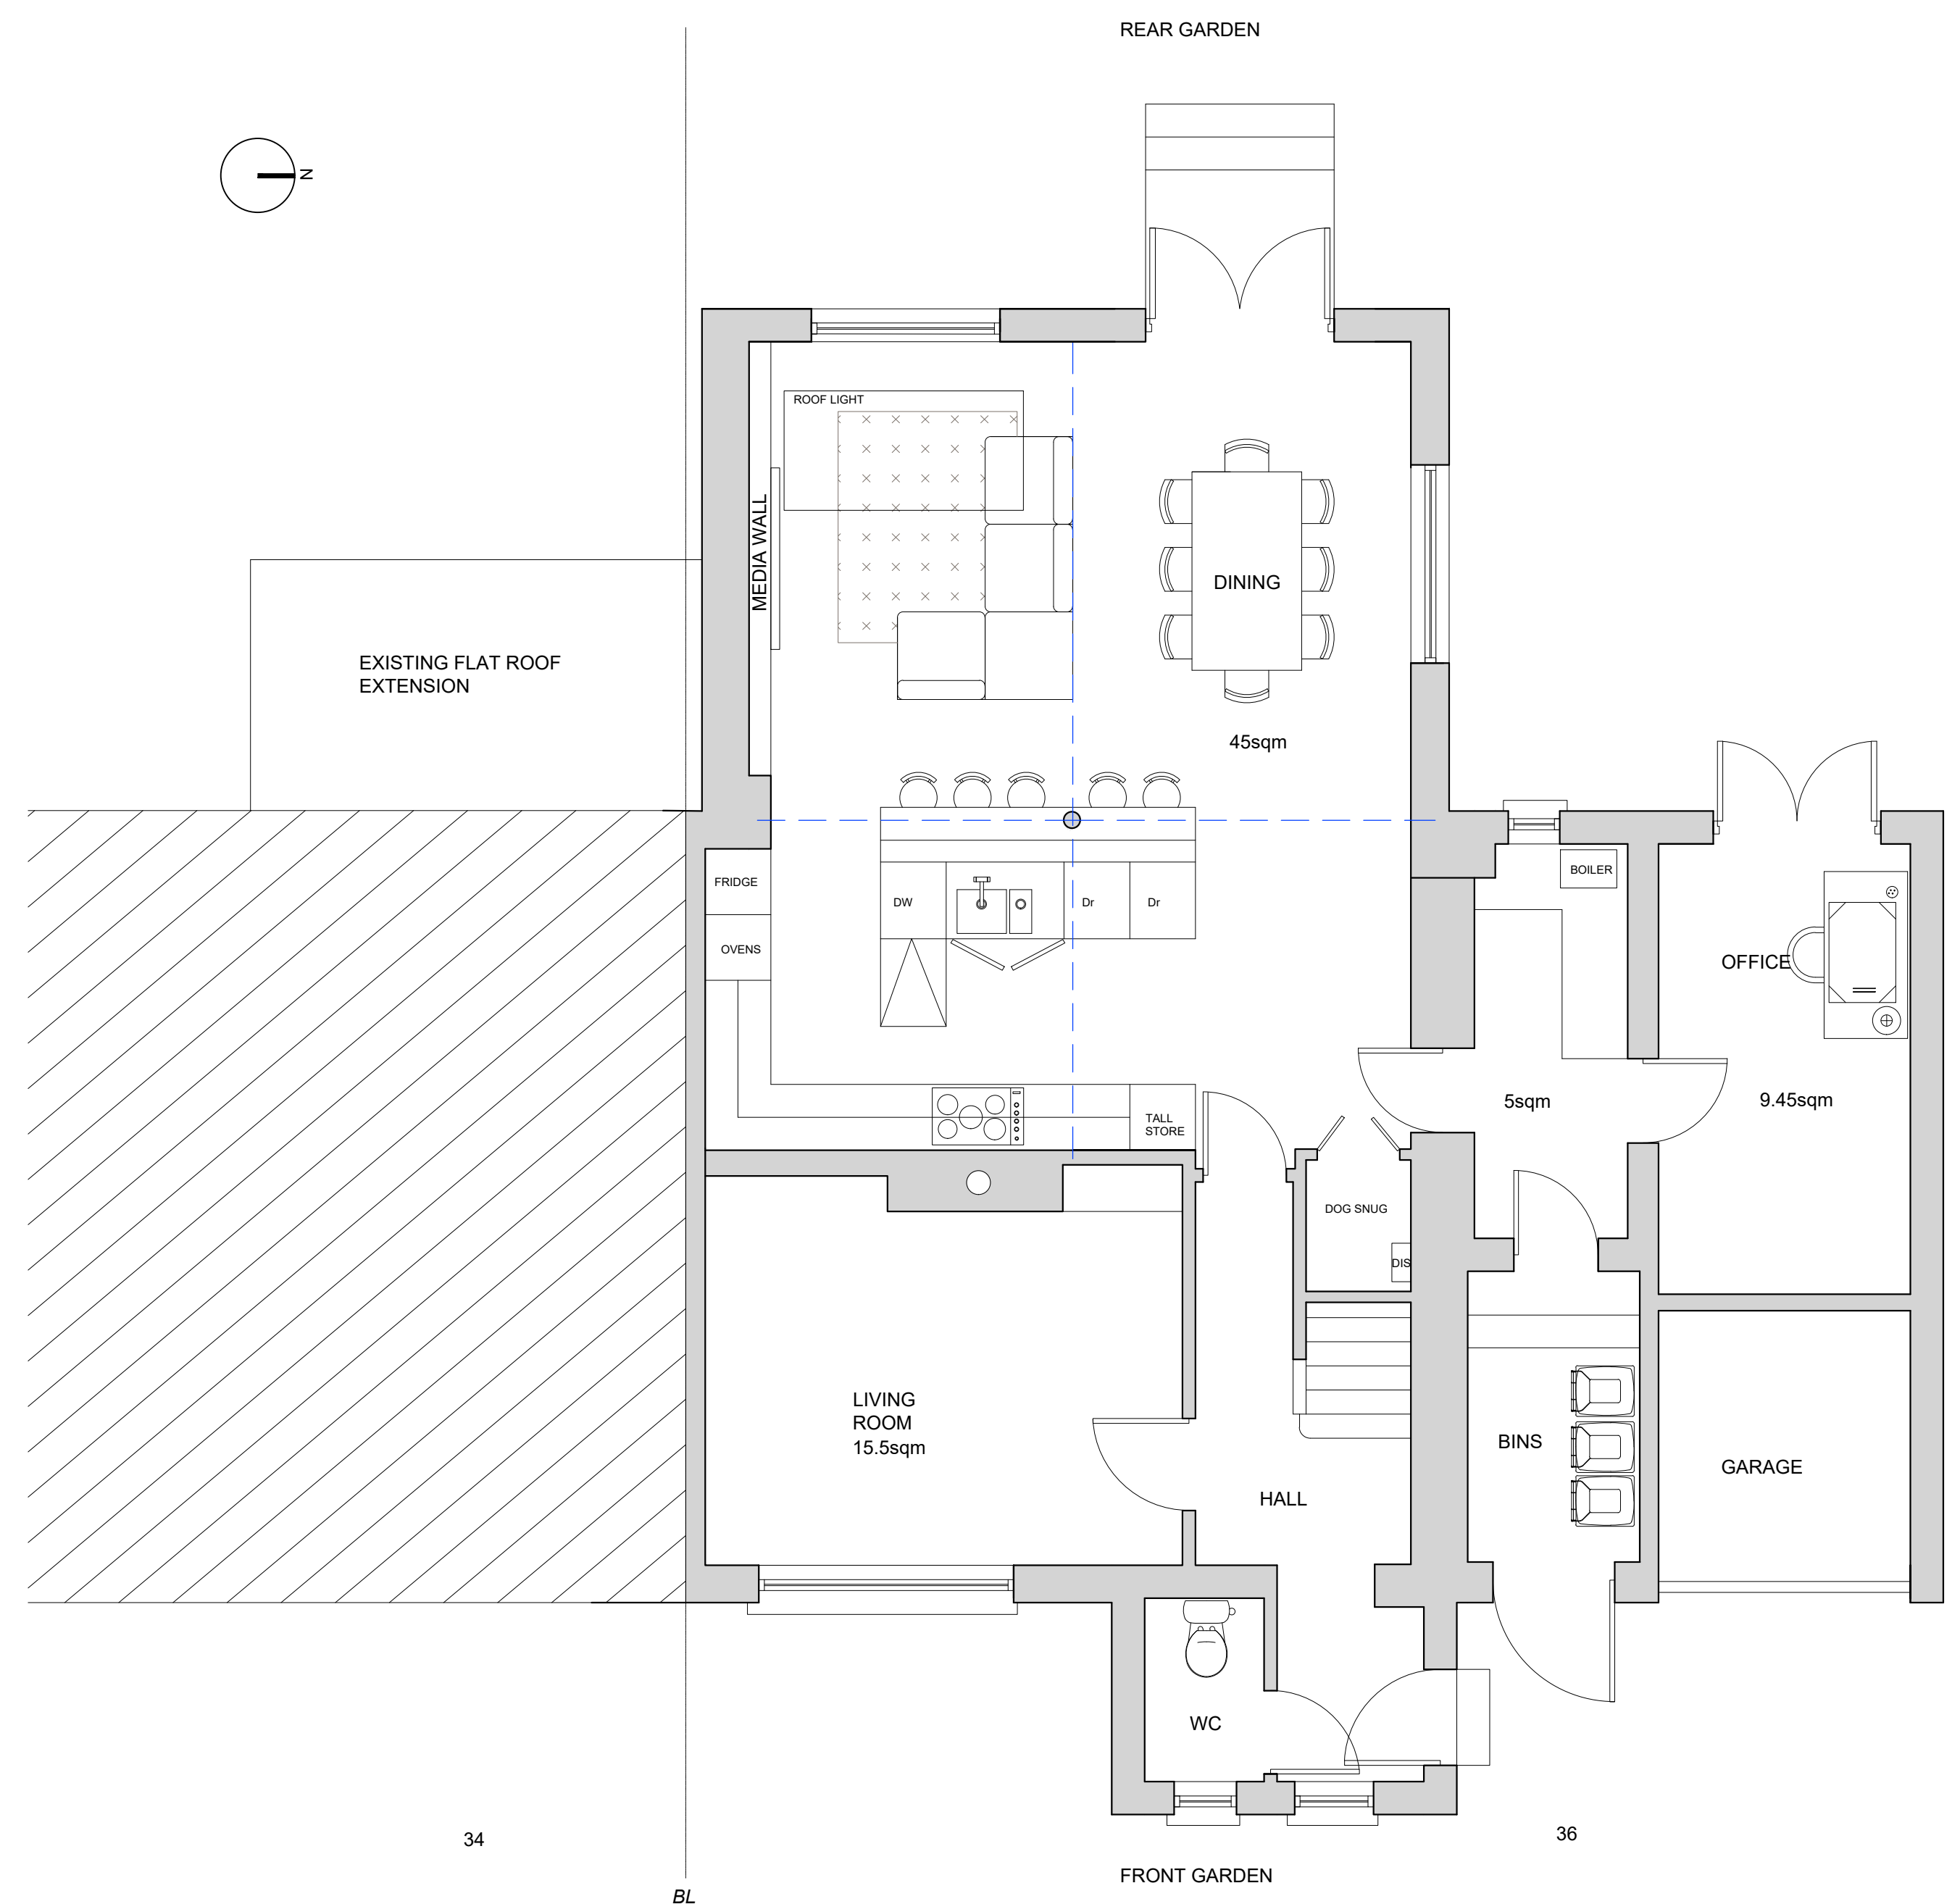 REAR GARDEN
N
ROOF LIGHT
MEDIA WALL
DINING
EXISTING FLAT ROOF
EXTENSION
45sqm
FRIDGE
BOILER
DW
Dr
Dr
OVENS
OFFICE
5sqm
9.45sqm
TALL
STORE
DOG SNUG
DIS
LIVING
ROOM
15.5sqm
BINS
GARAGE
HALL
WC
34
36
FRONT GARDEN
BL